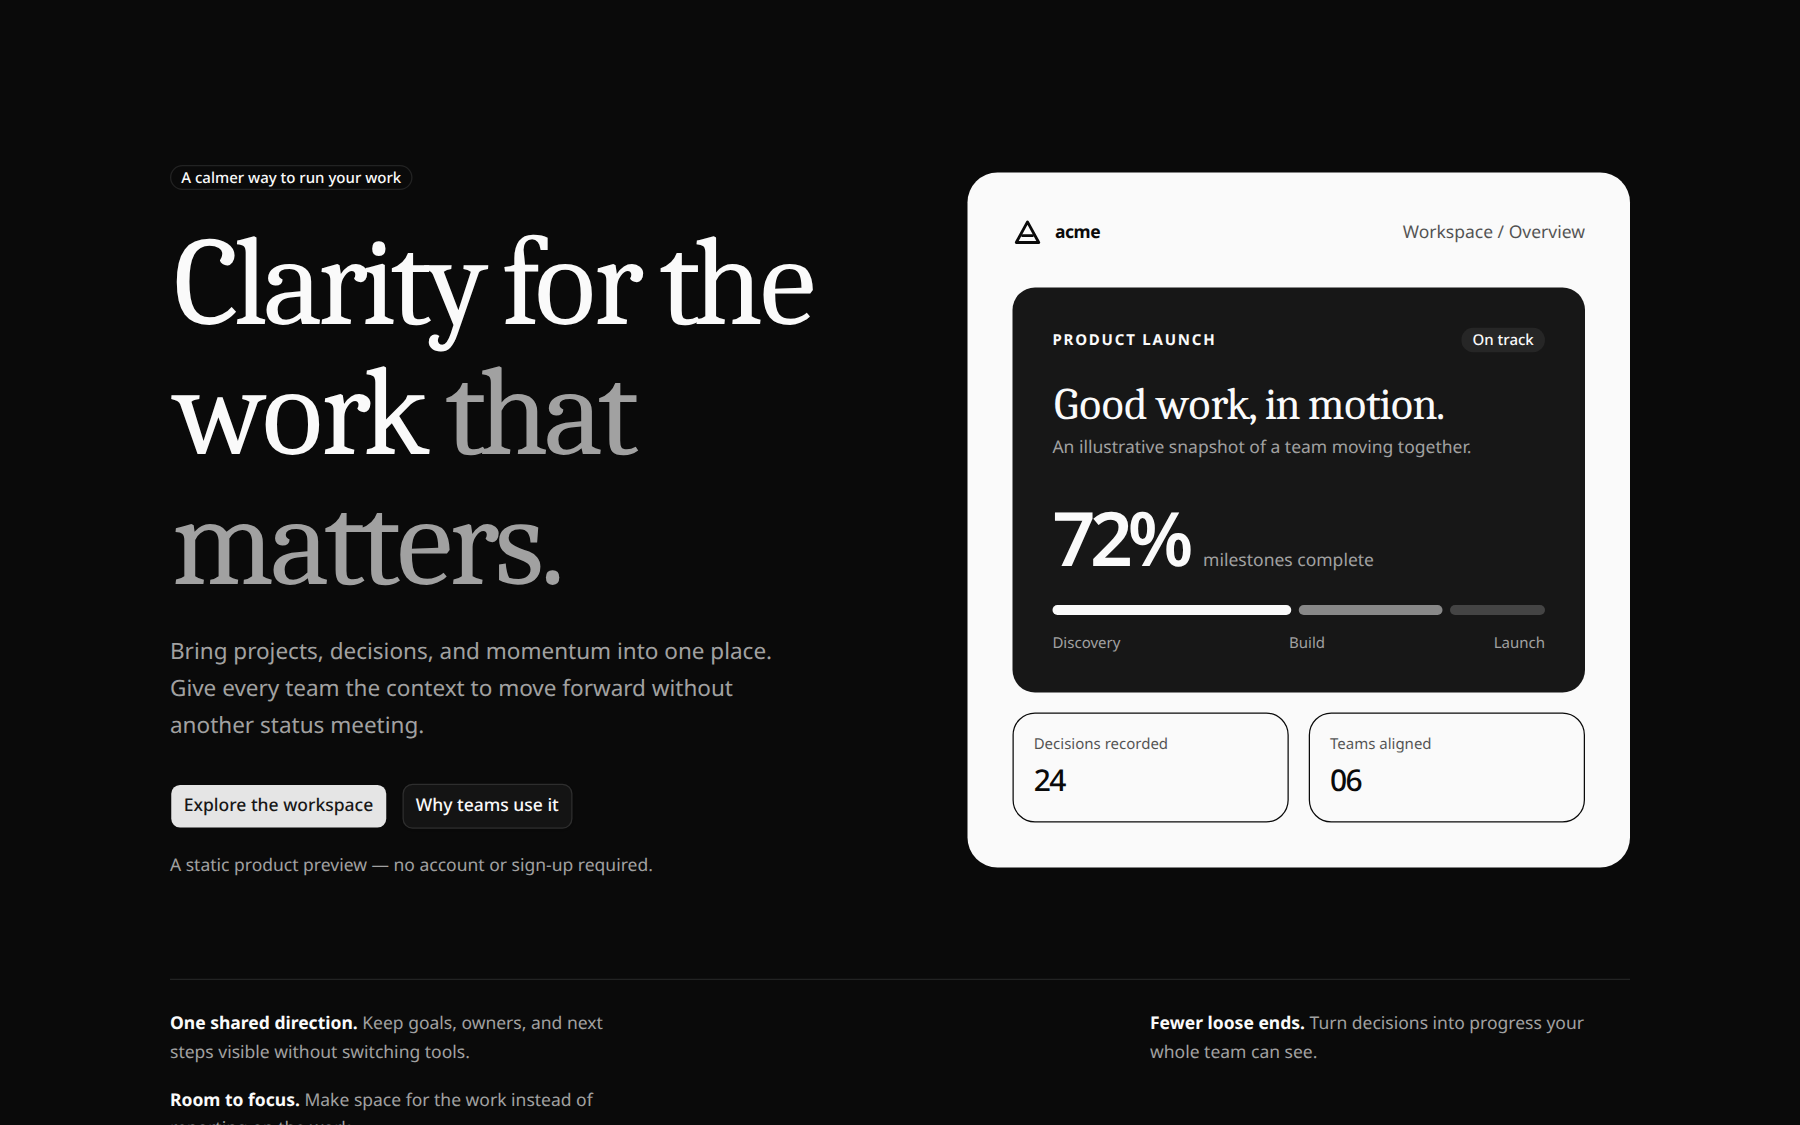 A calmer way to run your work
Clarity for the
work that
matters.
Bring projects, decisions, and momentum into one place.
Give every team the context to move forward without
another status meeting.
Explore the workspace
Why teams use it
A static product preview — no account or sign-up required.
acme
Workspace / Overview
PRODUCT LAUNCH
On track
Good work, in motion.
An illustrative snapshot of a team moving together.
72% milestones complete
Discovery
Build
Launch
Decisions recorded
24
Teams aligned
06
One shared direction. Keep goals, owners, and next
steps visible without switching tools.
Fewer loose ends. Turn decisions into progress your
whole team can see.
Room to focus. Make space for the work instead of